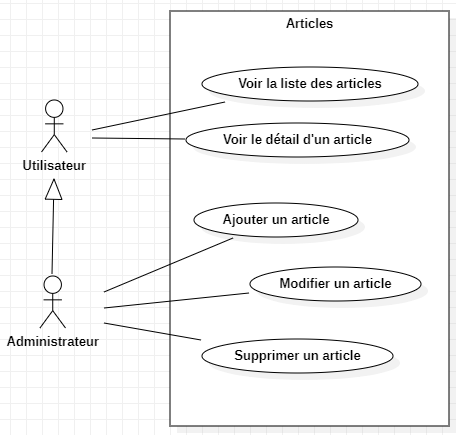 Articles
Voir la liste des articles
Voir le détail d'un article
Utilisateur
Ajouter un article
Modifier un article
Administrateur
Supprimer un article